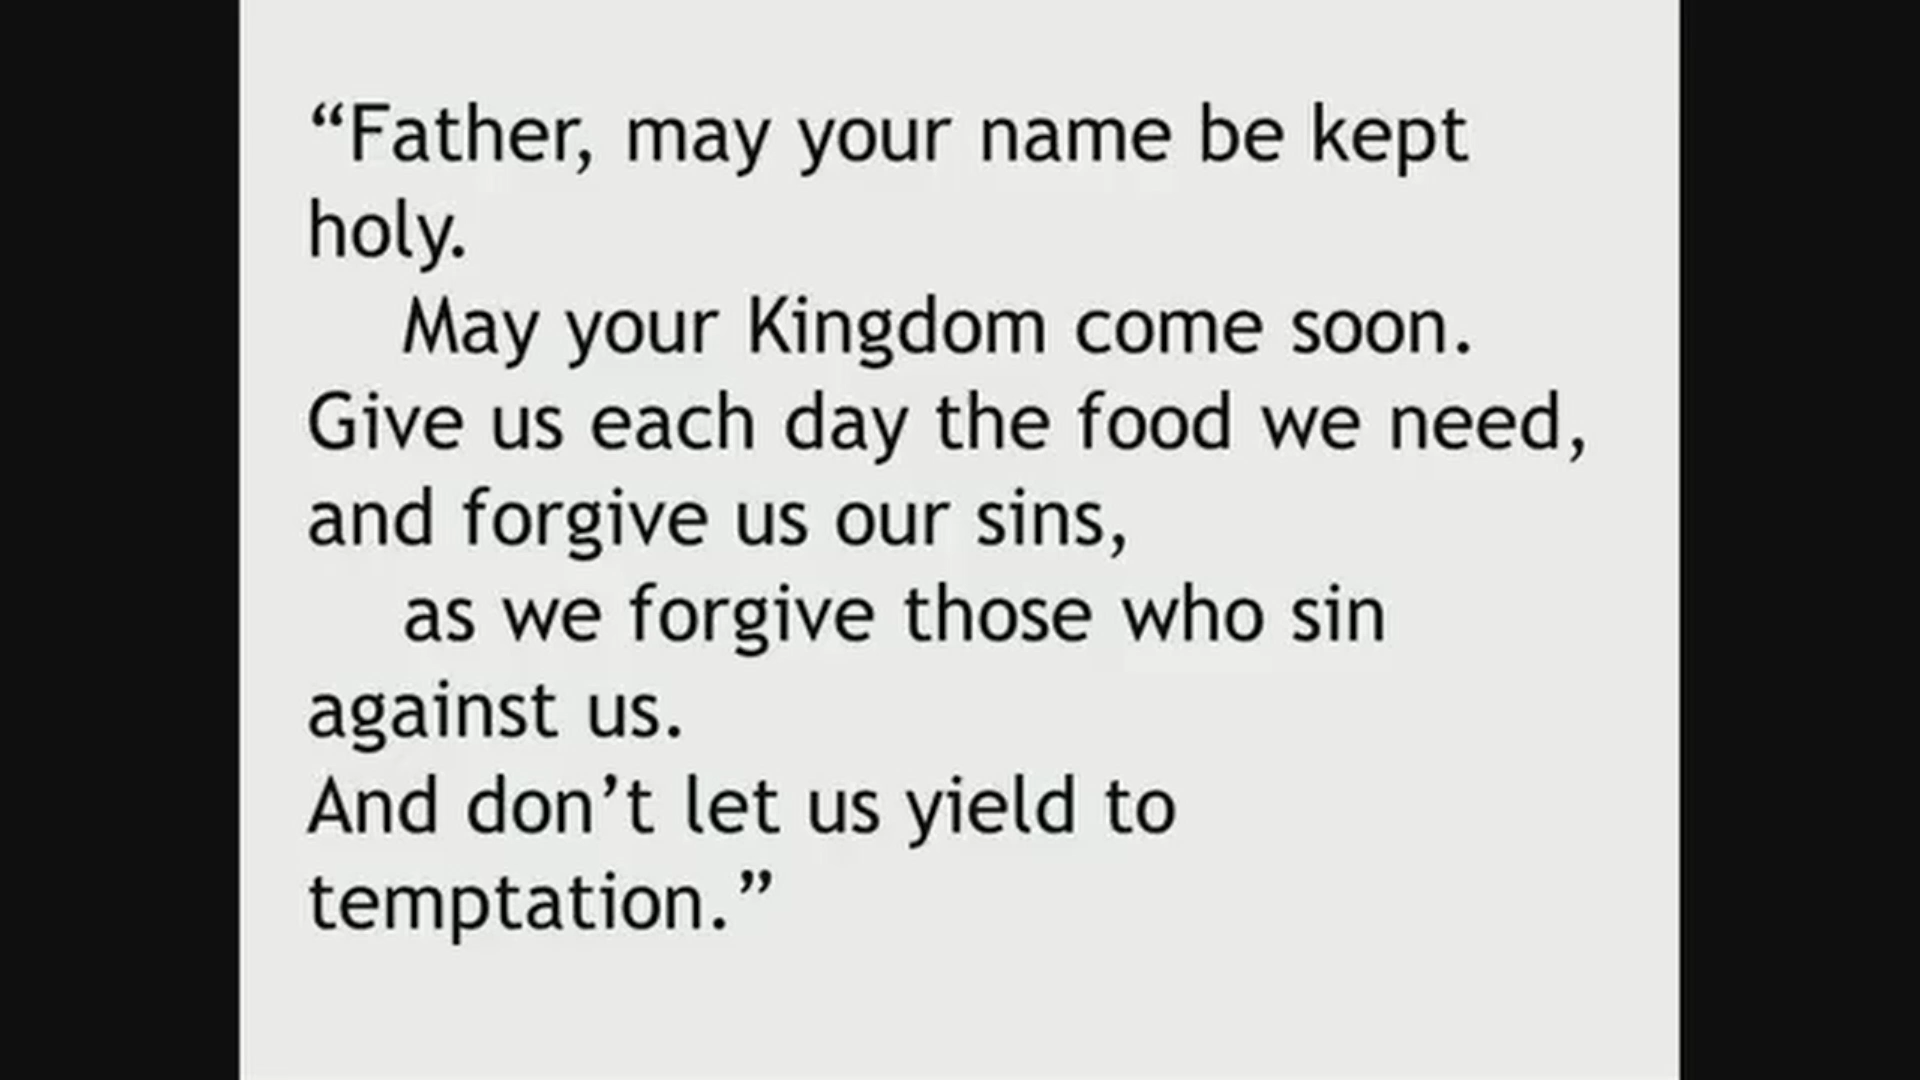 “Father, may your name be kept
holy.
May your Kingdom come soon.
Give us each day the food we need,
and forgive us our sins,
as we forgive those who sin
against us.
And don’t let us yield to
temptation.”